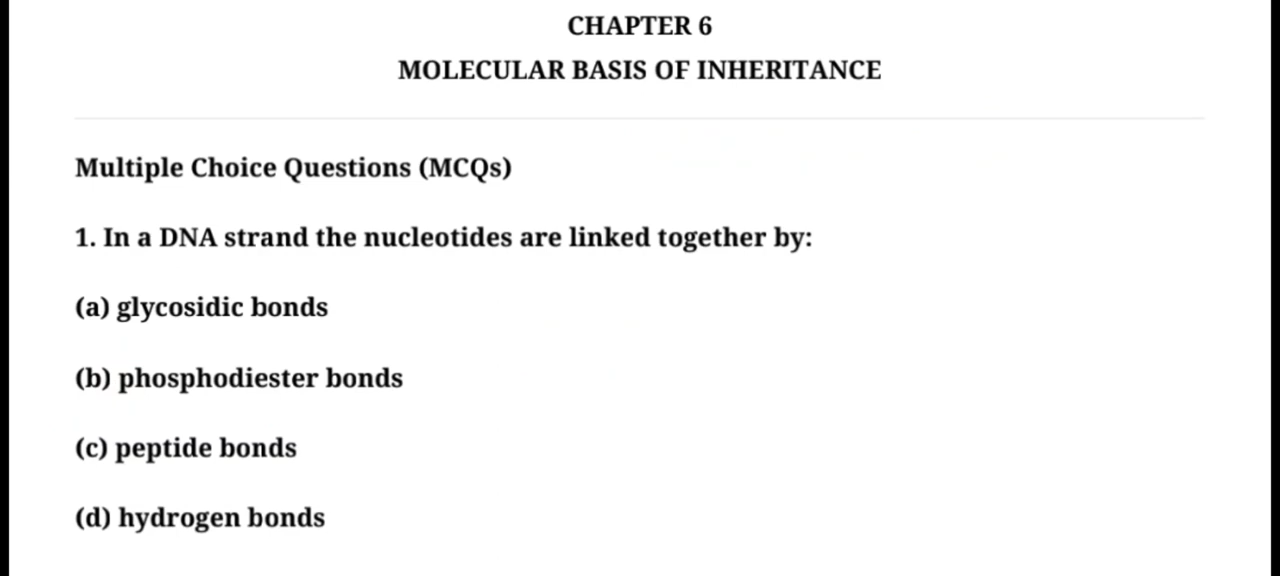 CHAPTER 6
MOLECULAR BASIS OF INHERITANCE
Multiple Choice Questions (MCQs)
1. In a DNA strand the nucleotides are linked together by:
(a) glycosidic bonds
(b) phosphodiester bonds
(c) peptide bonds
(d) hydrogen bonds